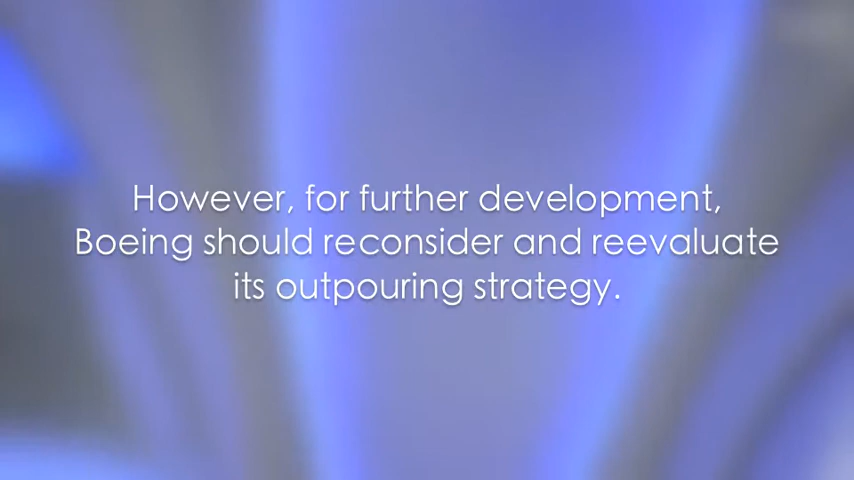 However, for further development,
Boeing should reconsider and reevaluate
its outpouring strategy.